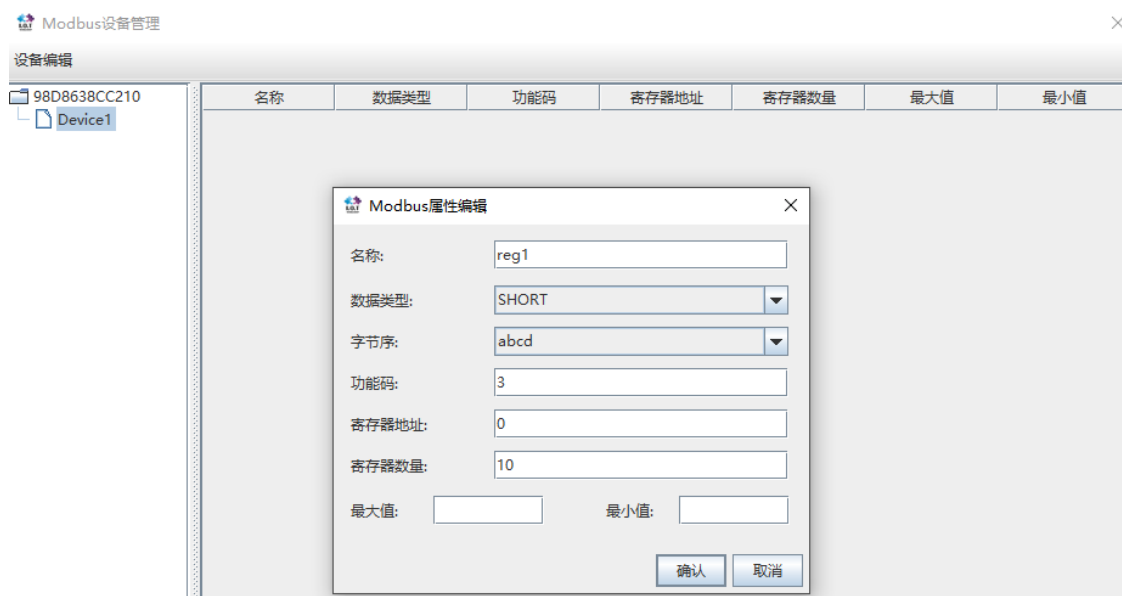 Modbus设备管理
设备编辑
98D8638CC210
Device1
名称 数据类型 功能码 寄存器地址 寄存器数量 最大值 最小值
Modbus属性编辑
名称: reg1
数据类型: SHORT
字节序: abcd
功能码: 3
寄存器地址: 0
寄存器数量: 10
最大值: 最小值:
确认 取消